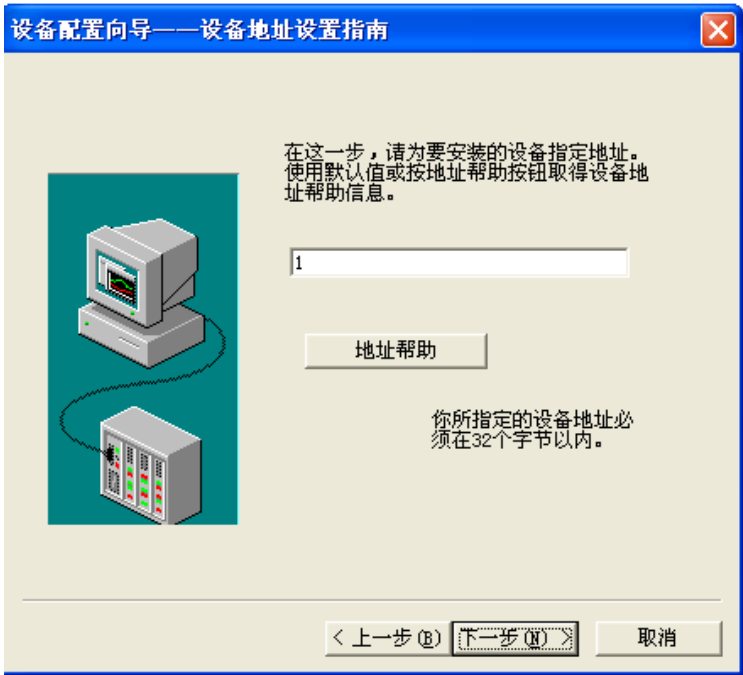 设备配置向导——设备地址设置指南
在这一步，请为要安装的设备指定地址。
使用默认值或按地址帮助按钮取得设备地
址帮助信息。
1
地址帮助
你所指定的设备地址必
须在32个字节以内。
< 上一步(B) 下一步(N) > 取消